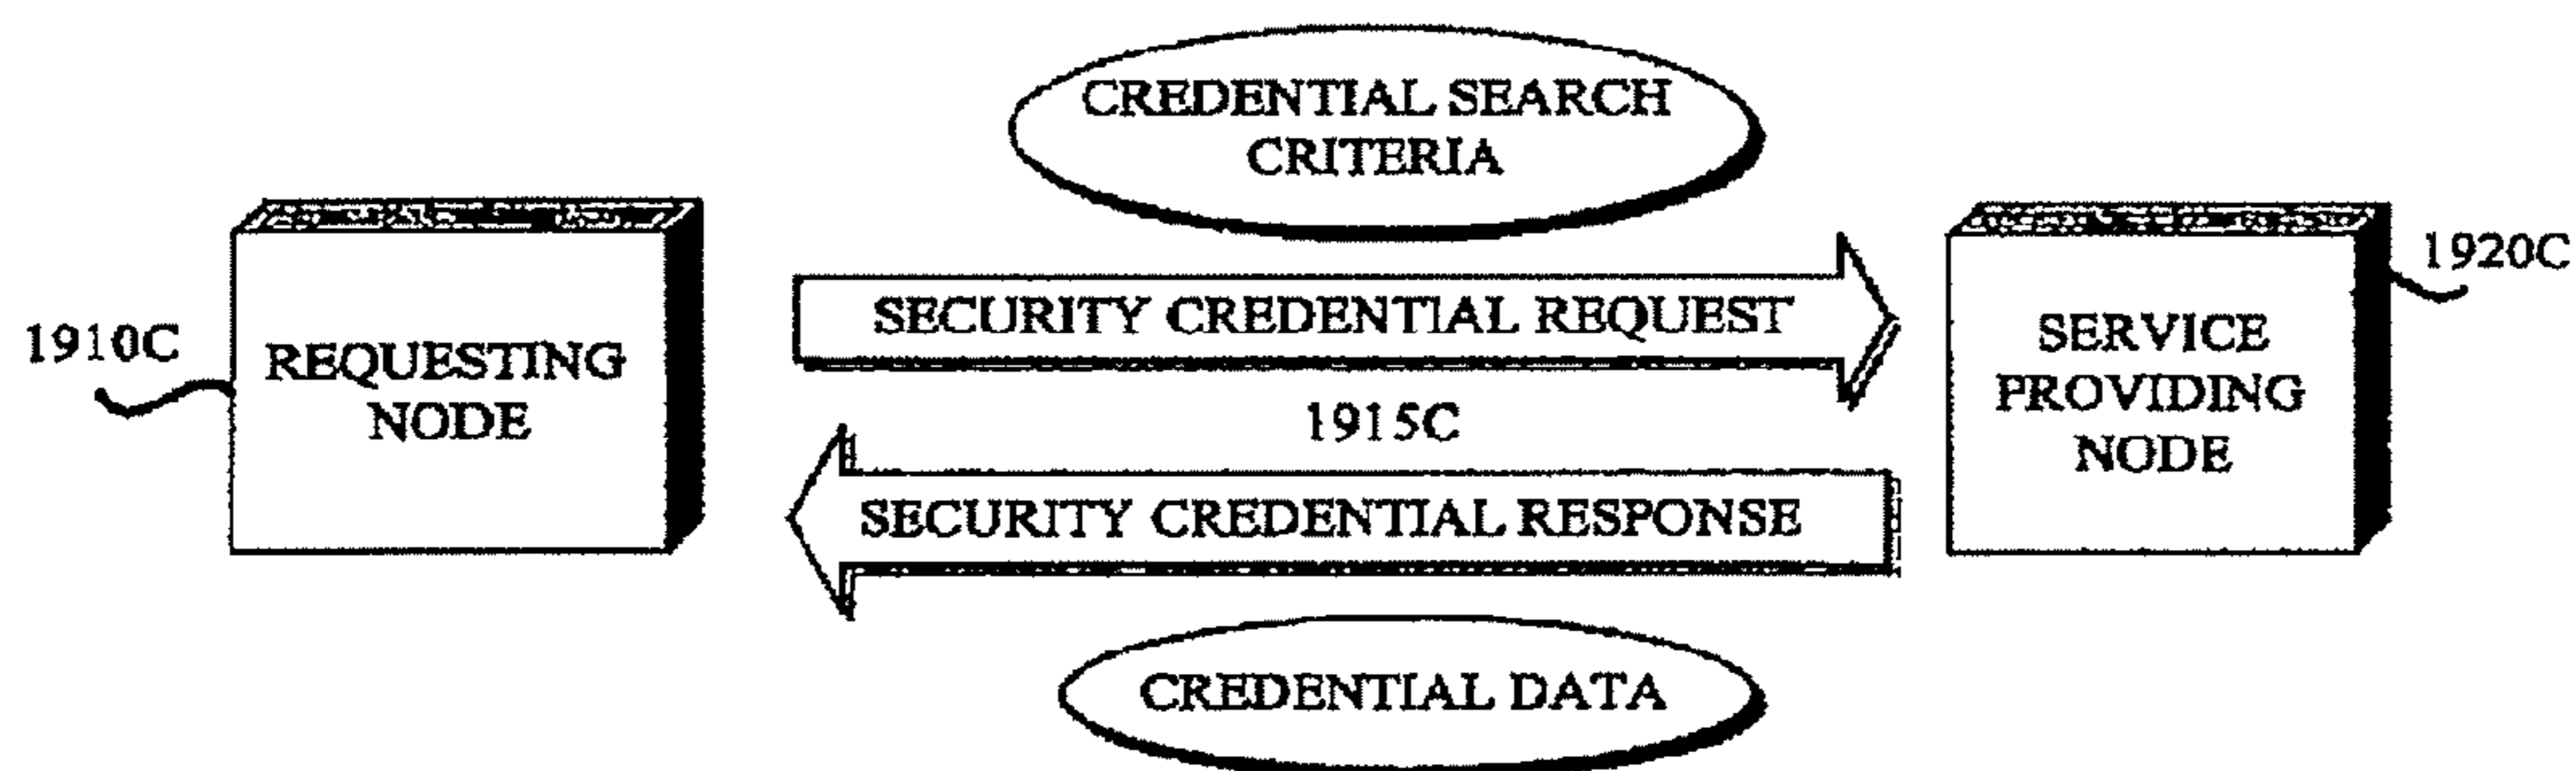 CREDENTIAL SEARCH
CRITERIA
SECURITY CREDENTIAL REQUEST
1910C
REQUESTING
NODE
1920C
SERVICE
PROVIDING
NODE
1915C
SECURITY CREDENTIAL RESPONSE
CREDENTIAL DATA